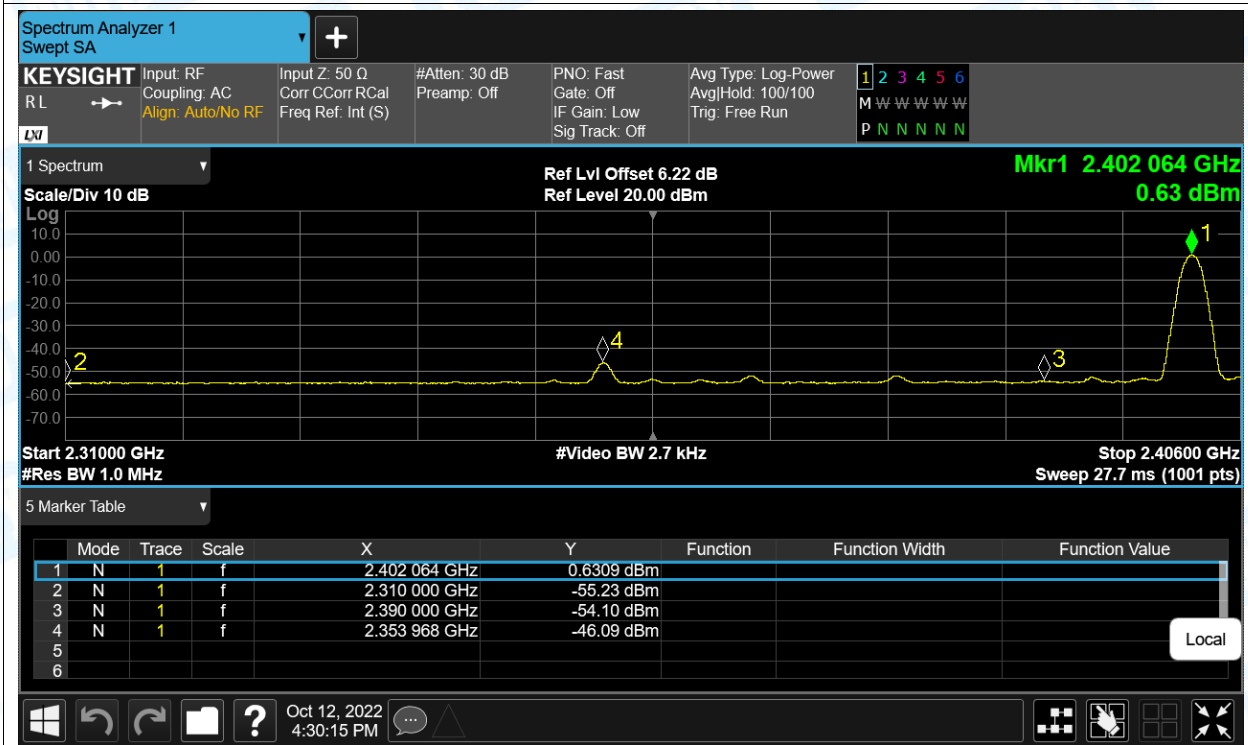 Spectrum Analyzer 1
Swept SA
KEYSIGHT
R L
LXI
Input: RF
Coupling: AC
Align: Auto/No RF
Input Z: 50 Ω
Corr CCorr RCal
Freq Ref: Int (S)
#Atten: 30 dB
Preamp: Off
PNO: Fast
Gate: Off
IF Gain: Low
Sig Track: Off
Avg Type: Log-Power
Avg|Hold: 100/100
Trig: Free Run
1 2 3 4 5 6
M W W W W W
P N N N N N
1 Spectrum
Scale/Div 10 dB
Ref Lvl Offset 6.22 dB
Ref Level 20.00 dBm
Mkr1 2.402 064 GHz
0.63 dBm
Log
10.0
0.00
-10.0
-20.0
-30.0
-40.0
-50.0
-60.0
-70.0
1
2
3
4
Start 2.31000 GHz
#Res BW 1.0 MHz
#Video BW 2.7 kHz
Stop 2.40600 GHz
Sweep 27.7 ms (1001 pts)
5 Marker Table
Mode Trace Scale X Y Function Function Width Function Value
1 N 1 f 2.402 064 GHz 0.6309 dBm
2 N 1 f 2.310 000 GHz -55.23 dBm
3 N 1 f 2.390 000 GHz -54.10 dBm
4 N 1 f 2.353 968 GHz -46.09 dBm
5
6
Local
?
Oct 12, 2022
4:30:15 PM